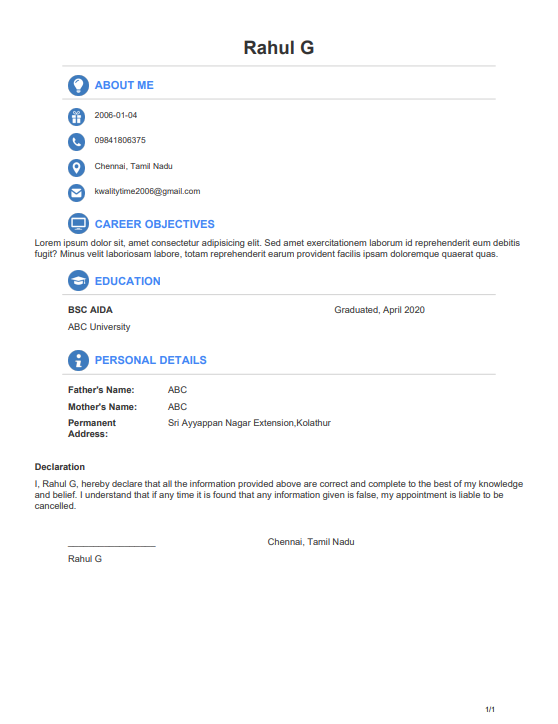 Rahul G
ABOUT ME
2006-01-04
09841806375
Chennai, Tamil Nadu
kwalitytime2006@gmail.com
CAREER OBJECTIVES
Lorem ipsum dolor sit, amet consectetur adipisicing elit. Sed amet exercitationem laborum id reprehenderit eum debitis
fugit? Minus velit laboriosam labore, totam reprehenderit earum provident facilis ipsam doloremque quaerat quas.
EDUCATION
BSC AIDA Graduated, April 2020
ABC University
PERSONAL DETAILS
Father's Name: ABC
Mother's Name: ABC
Permanent Sri Ayyappan Nagar Extension,Kolathur
Address:
Declaration
I, Rahul G, hereby declare that all the information provided above are correct and complete to the best of my knowledge
and belief. I understand that if any time it is found that any information given is false, my appointment is liable to be
cancelled.
Chennai, Tamil Nadu
Rahul G
1/1